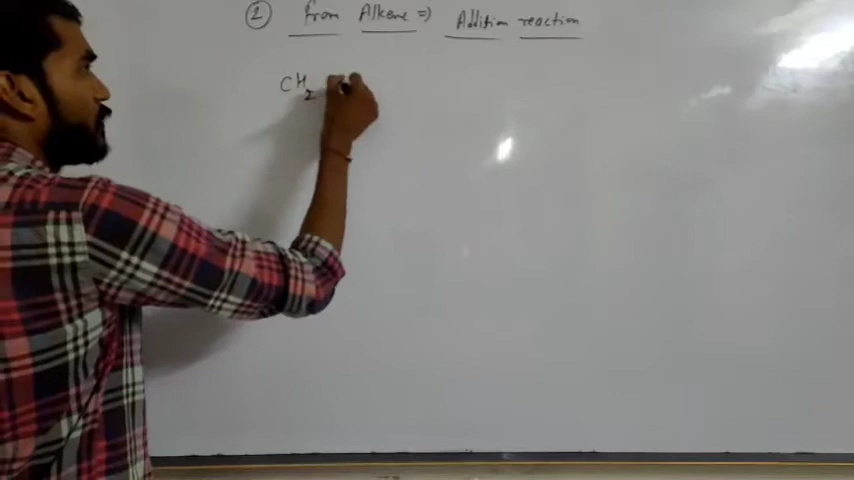 ② From Alkene ⇒ Addition reaction
CH₂